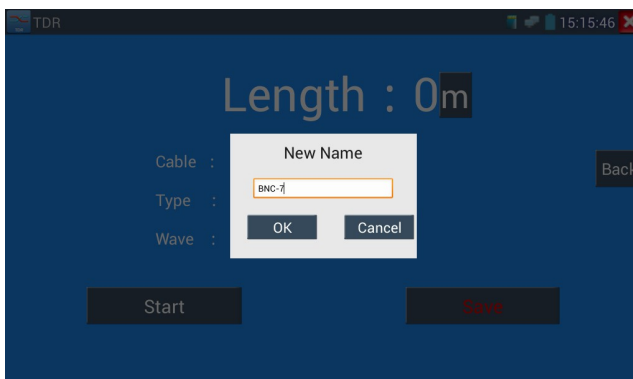 TDR
15:15:46
Length : 0m
New Name
Cable :
BNC-7
Back
Type :
OK
Cancel
Wave :
Start
Save